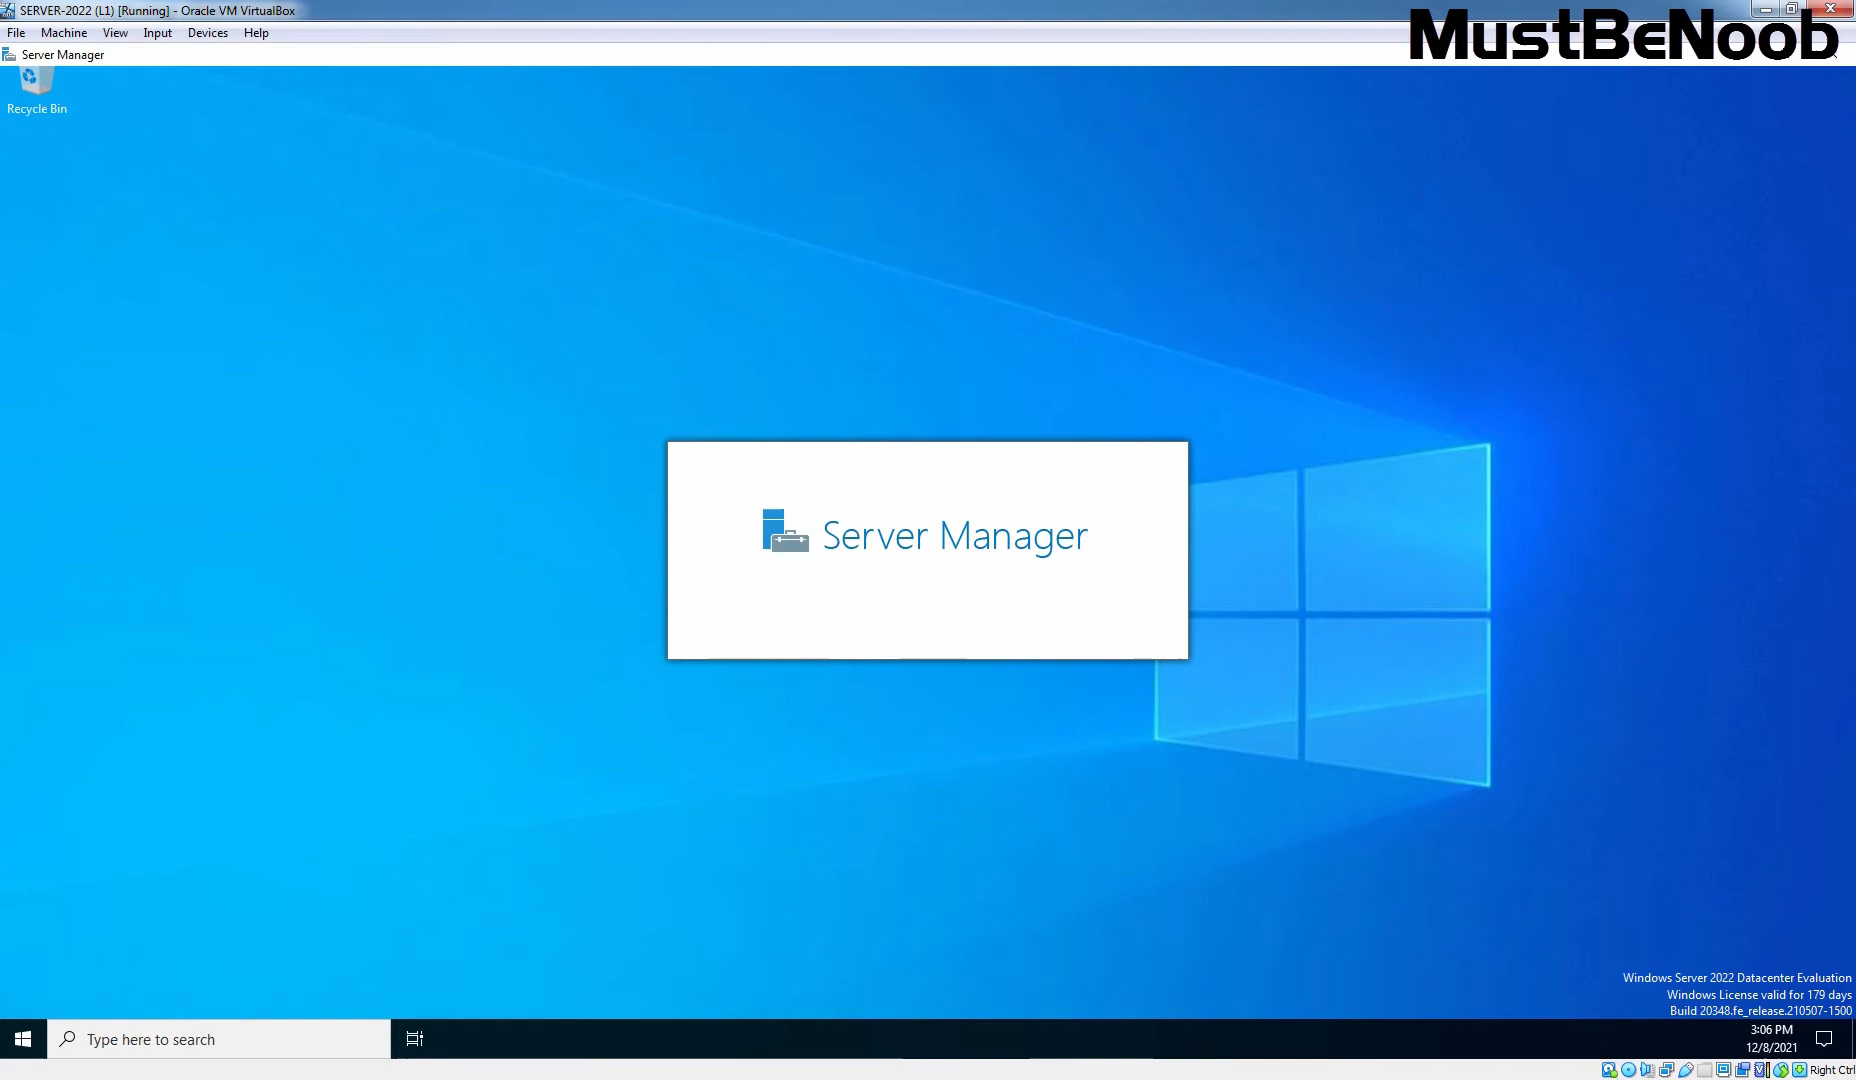 SERVER-2022 (L1) [Running] - Oracle VM VirtualBox
MustBeNoob
File Machine View Input Devices Help
Server Manager
Recycle Bin
Server Manager
Windows Server 2022 Datacenter Evaluation
Windows License valid for 179 days
Build 20348.fe_release.210507-1500
Type here to search
3:06 PM
12/8/2021
Right Ctrl